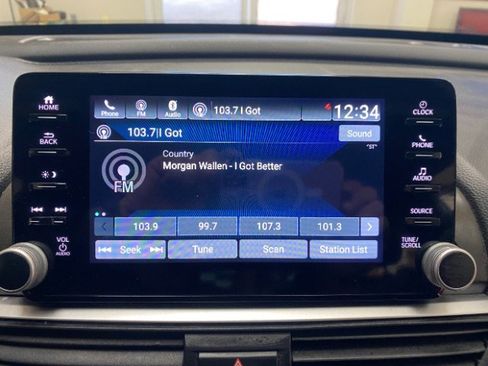 HOME
BACK
VOL
AUDIO
Phone
FM
Audio
103.7 I Got
12:34
103.7 I Got
Sound
"ST"
Country
Morgan Wallen - I Got Better
FM
103.9
99.7
107.3
101.3
Seek
Tune
Scan
Station List
CLOCK
PHONE
AUDIO
SOURCE
TUNE/
SCROLL